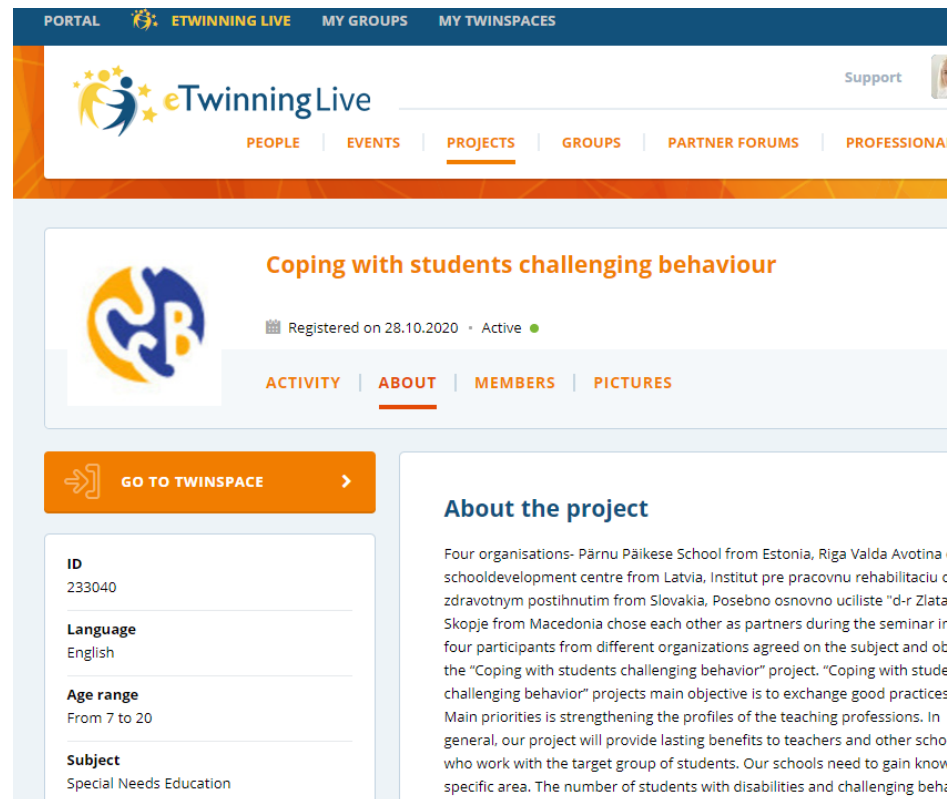 PORTAL ETWINNING LIVE MY GROUPS MY TWINSPACES
eTwinningLive
Support
PEOPLE EVENTS PROJECTS GROUPS PARTNER FORUMS PROFESSIONAL
Coping with students challenging behaviour
Registered on 28.10.2020 • Active
ACTIVITY ABOUT MEMBERS PICTURES
GO TO TWINSPACE
ID
233040
Language
English
Age range
From 7 to 20
Subject
Special Needs Education
About the project
Four organisations- Pärnu Päikese School from Estonia, Riga Valda Avotina
schooldevelopment centre from Latvia, Institut pre pracovnu rehabilitaciu
zdravotnym postihnutim from Slovakia, Posebno osnovno uciliste "d-r Zlata
Skopje from Macedonia chose each other as partners during the seminar in
four participants from different organizations agreed on the subject and
the “Coping with students challenging behavior” project. “Coping with
challenging behavior” projects main objective is to exchange good practices
Main priorities is strengthening the profiles of the teaching professions. In
general, our project will provide lasting benefits to teachers and other
who work with the target group of students. Our schools need to gain
specific area. The number of students with disabilities and challenging